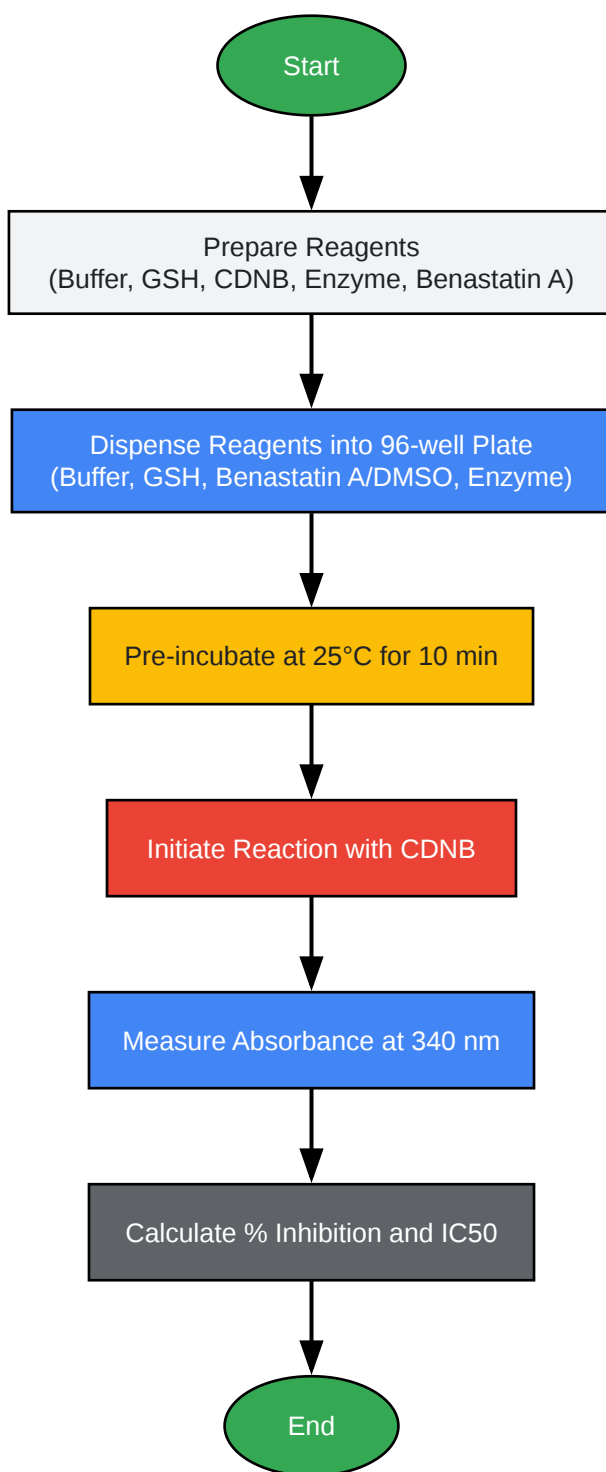 Start
Prepare Reagents
(Buffer, GSH, CDNB, Enzyme, Benastatin A)
Dispense Reagents into 96-well Plate
(Buffer, GSH, Benastatin A/DMSO, Enzyme)
Pre-incubate at 25°C for 10 min
Initiate Reaction with CDNB
Measure Absorbance at 340 nm
Calculate % Inhibition and IC50
End